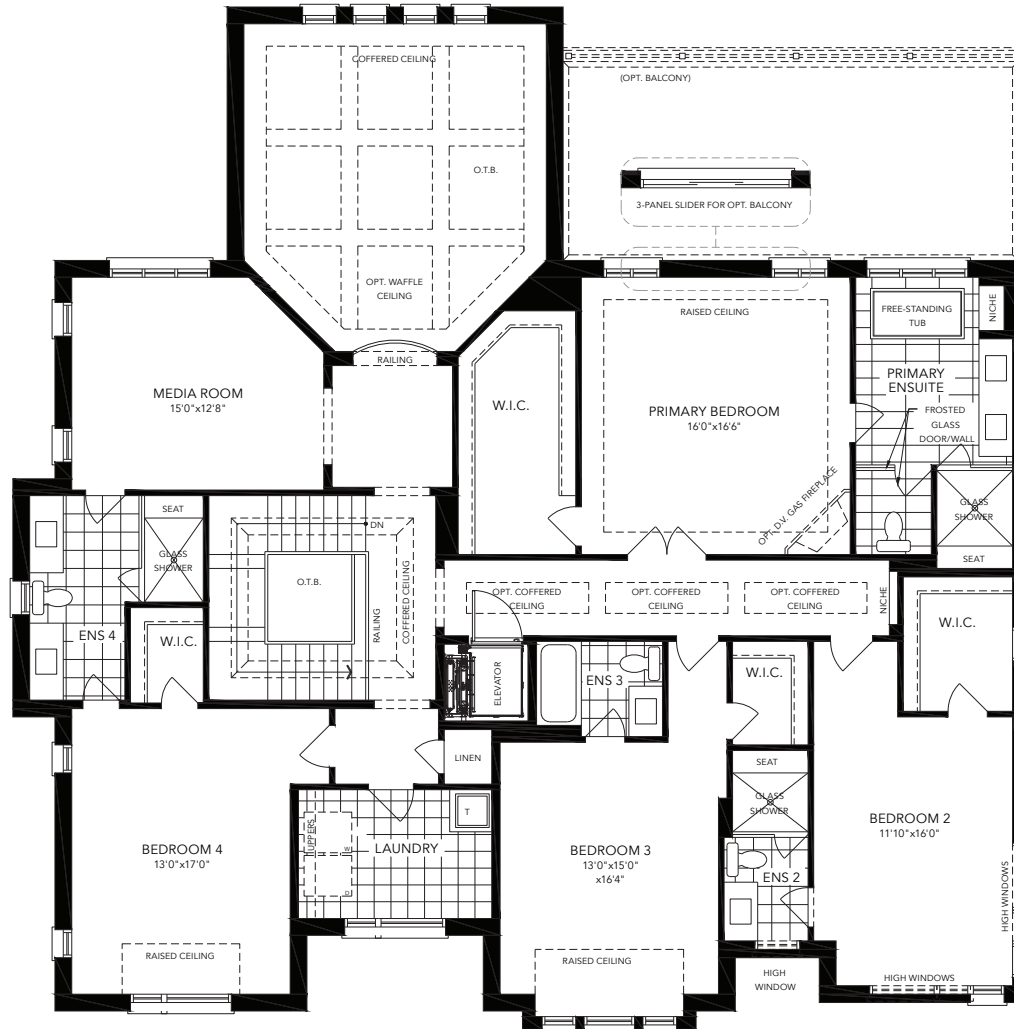 COFFERED CEILING
(OPT. BALCONY)
O.T.B.
3-PANEL SLIDER FOR OPT. BALCONY
OPT. WAFFLE
CEILING
RAISED CEILING
FREE-STANDING
TUB
NICHE
RAILING
MEDIA ROOM
15'0"x12'8"
W.I.C.
PRIMARY BEDROOM
16'0"x16'6"
PRIMARY
ENSUITE
FROSTED
GLASS
DOOR/WALL
OPT. D.V. GAS FIREPLACE
GLASS
SHOWER
SEAT
SEAT
GLASS
SHOWER
DN
O.T.B.
RAILING
COFFERED CEILING
OPT. COFFERED
CEILING
OPT. COFFERED
CEILING
OPT. COFFERED
CEILING
NICHE
W.I.C.
ENS 4
W.I.C.
ELEVATOR
ENS 3
W.I.C.
LINEN
SEAT
GLASS
SHOWER
T
UPPERS
W
D
LAUNDRY
BEDROOM 4
13'0"x17'0"
BEDROOM 3
13'0"x15'0
x16'4"
BEDROOM 2
11'10"x16'0"
ENS 2
HIGH WINDOWS
RAISED CEILING
RAISED CEILING
HIGH
WINDOW
HIGH WINDOWS